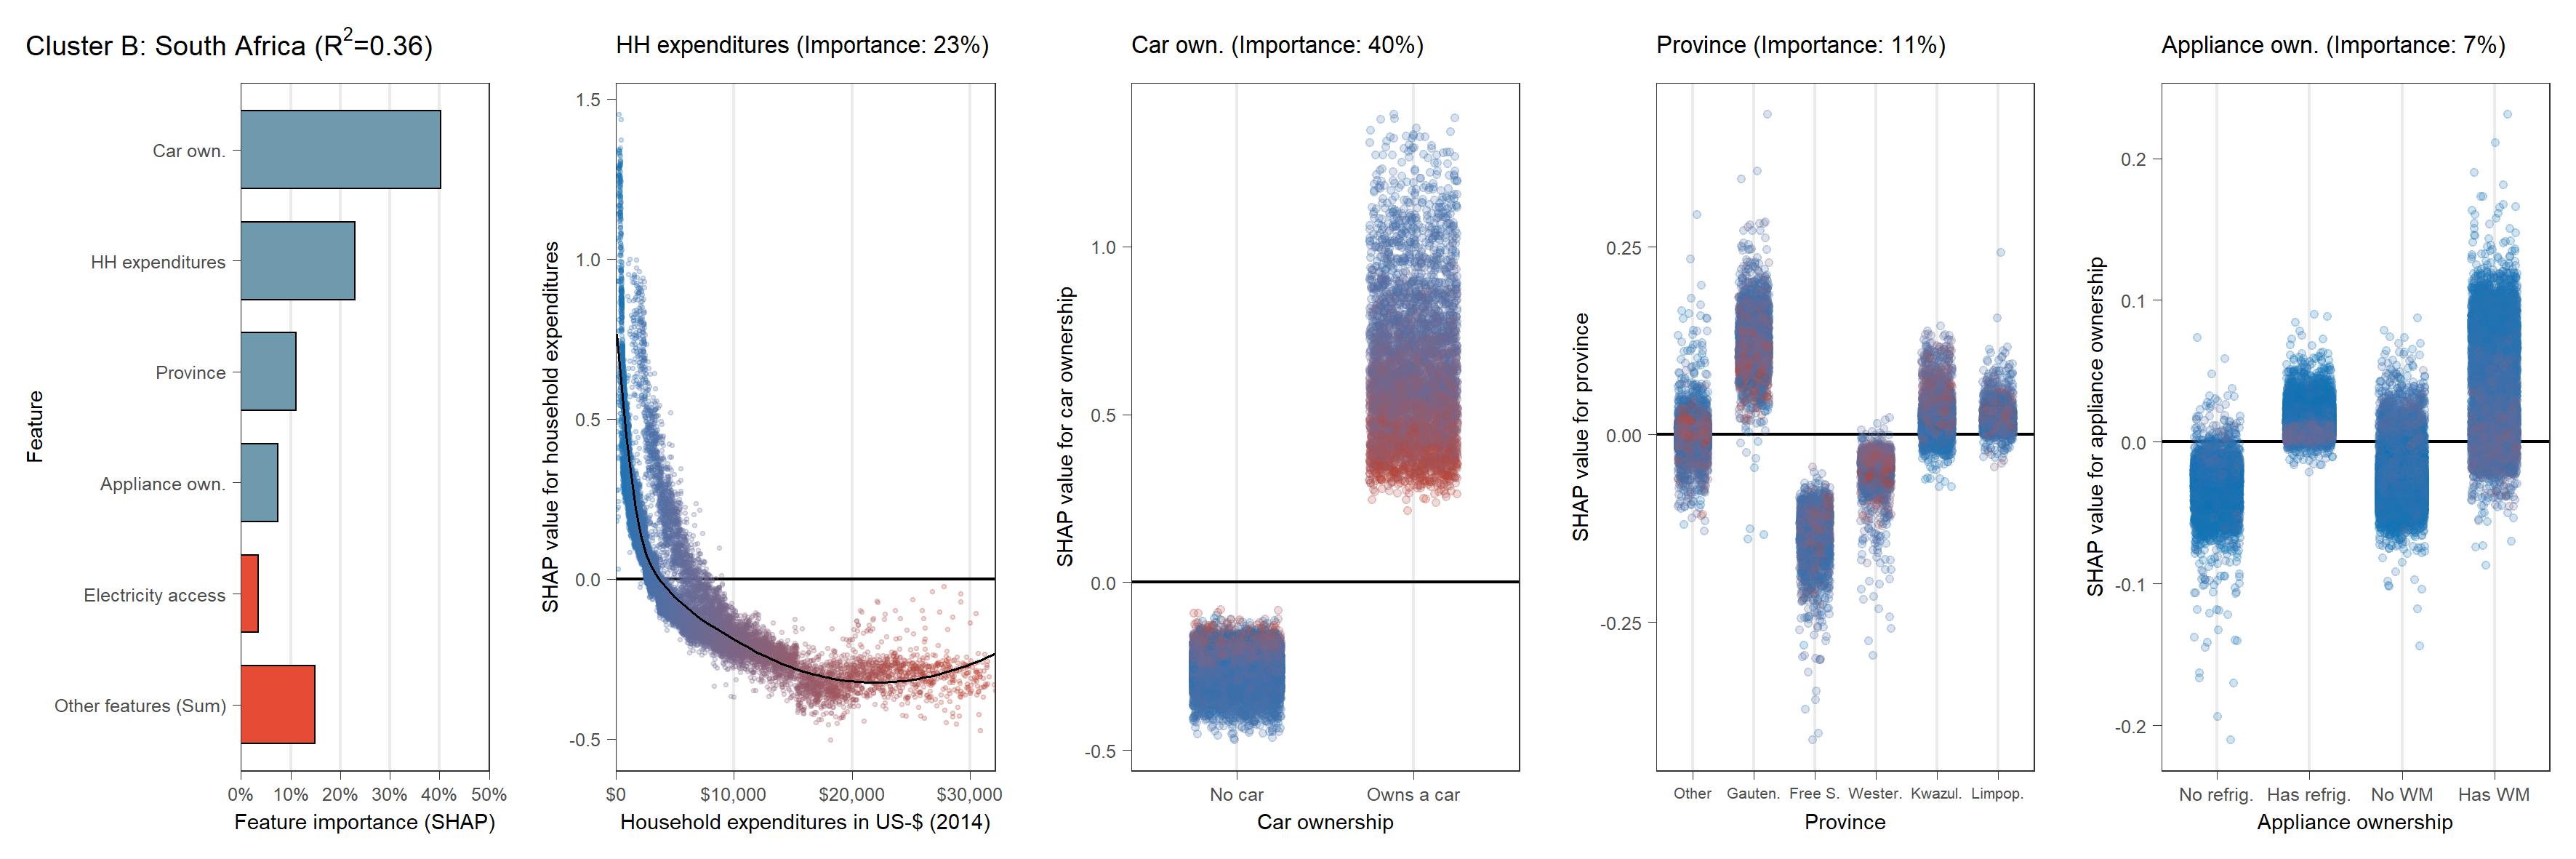 Cluster B: South Africa (R²=0.36)
Feature
Car own.
HH expenditures
Province
Appliance own.
Electricity access
Other features (Sum)
0% 10% 20% 30% 40% 50%
Feature importance (SHAP)
HH expenditures (Importance: 23%)
SHAP value for household expenditures
1.5
1.0
0.5
0.0
-0.5
$0 $10,000 $20,000 $30,000
Household expenditures in US-$ (2014)
Car own. (Importance: 40%)
SHAP value for car ownership
1.0
0.5
0.0
-0.5
No car Owns a car
Car ownership
Province (Importance: 11%)
SHAP value for province
0.25
0.00
-0.25
Other Gauten. Free S. Wester. Kwazul. Limpop.
Province
Appliance own. (Importance: 7%)
SHAP value for appliance ownership
0.2
0.1
0.0
-0.1
-0.2
No refrig. Has refrig. No WM Has WM
Appliance ownership